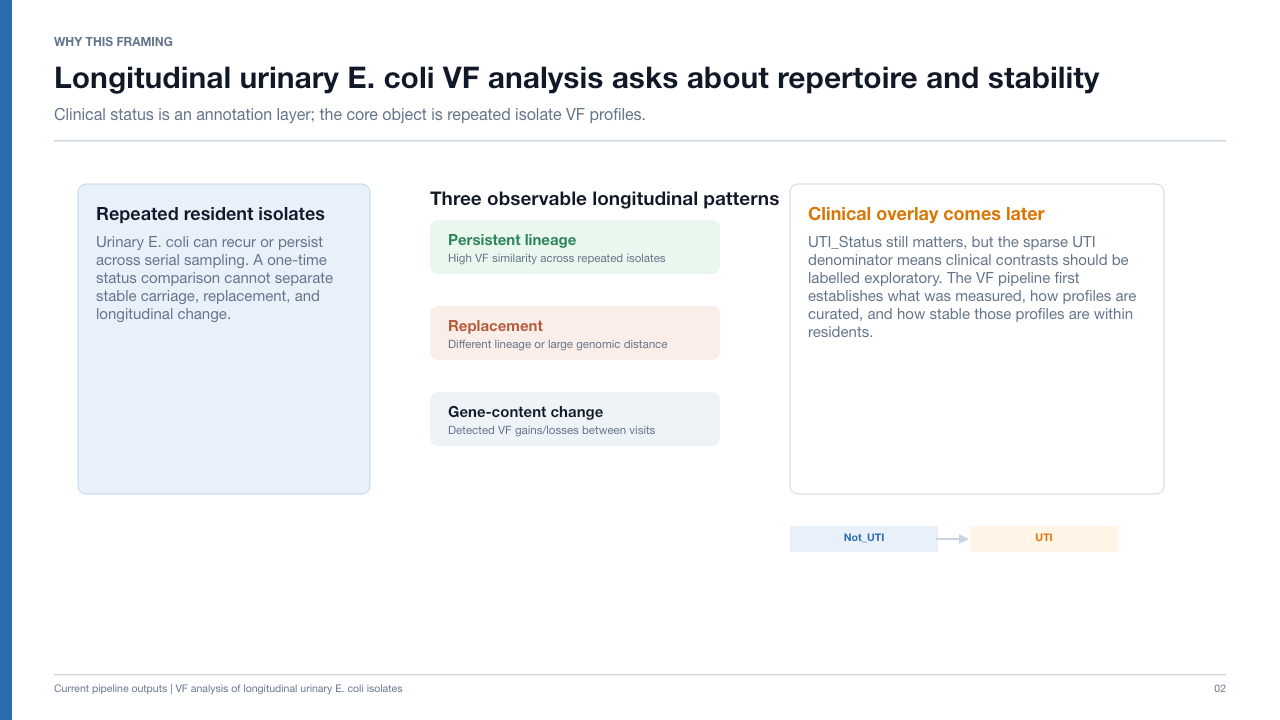 WHY THIS FRAMING
Longitudinal urinary E. coli VF analysis asks about repertoire and stability
Clinical status is an annotation layer; the core object is repeated isolate VF profiles.
Repeated resident isolates
Urinary E. coli can recur or persist
across serial sampling. A one-time
status comparison cannot separate
stable carriage, replacement, and
longitudinal change.
Three observable longitudinal patterns
Persistent lineage
High VF similarity across repeated isolates
Replacement
Different lineage or large genomic distance
Gene-content change
Detected VF gains/losses between visits
Clinical overlay comes later
UTI_Status still matters, but the sparse UTI
denominator means clinical contrasts should be
labelled exploratory. The VF pipeline first
establishes what was measured, how profiles are
curated, and how stable those profiles are within
residents.
Not_UTI
UTI
Current pipeline outputs | VF analysis of longitudinal urinary E. coli isolates
02